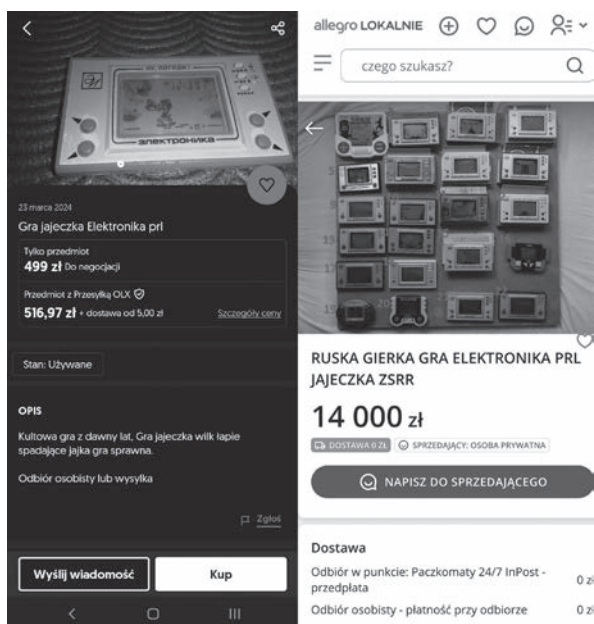 ну, погоди!
электроника
23 marca 2024
Gra jajeczka Elektronika prl
Tylko przedmiot
499 zł Do negocjacji
Przedmiot z Przesyłką OLX
516,97 zł + dostawa od 5,00 zł Szczegóły ceny
Stan: Używane
OPIS
Kultowa gra z dawny lat, Gra jajeczka wilk łapie
spadające jajka gra sprawna.
Odbiór osobisty lub wysylka
Zgłoś
Wyślij wiadomość Kup
allegro LOKALNIE
czego szukasz?
RUSKA GIERKA GRA ELEKTRONIKA PRL
JAJECZKA ZSRR
14 000 zł
DOSTAWA 0 ZŁ SPRZEDAJĄCY: OSOBA PRYWATNA
NAPISZ DO SPRZEDAJĄCEGO
Dostawa
Odbiór w punkcie: Paczkomaty 24/7 InPost -
przedpłata 0 zł
Odbiór osobisty - płatność przy odbiorze 0 zł